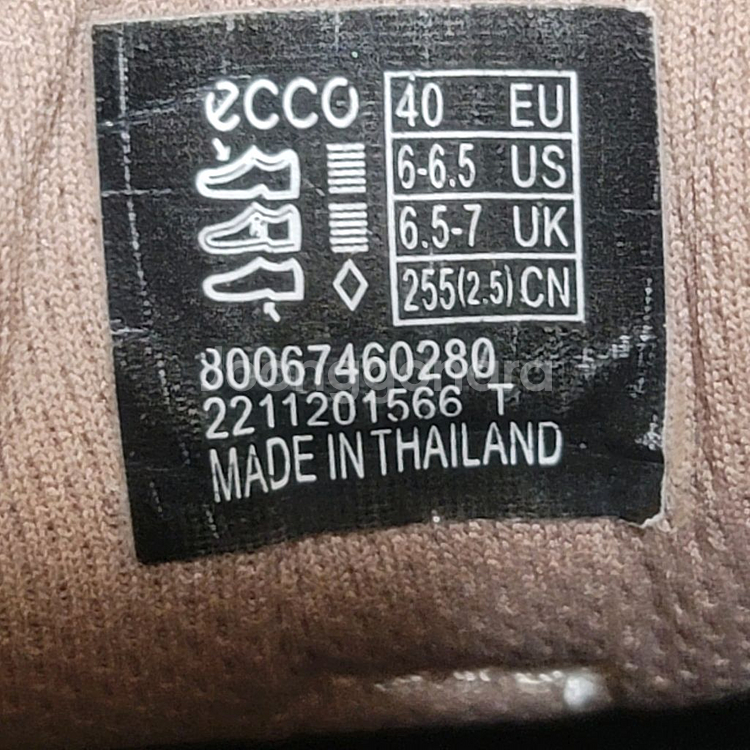 ecco
40 EU
6-6.5 US
6.5-7 UK
255(2.5) CN
80067460280
2211201566 T
MADE IN THAILAND